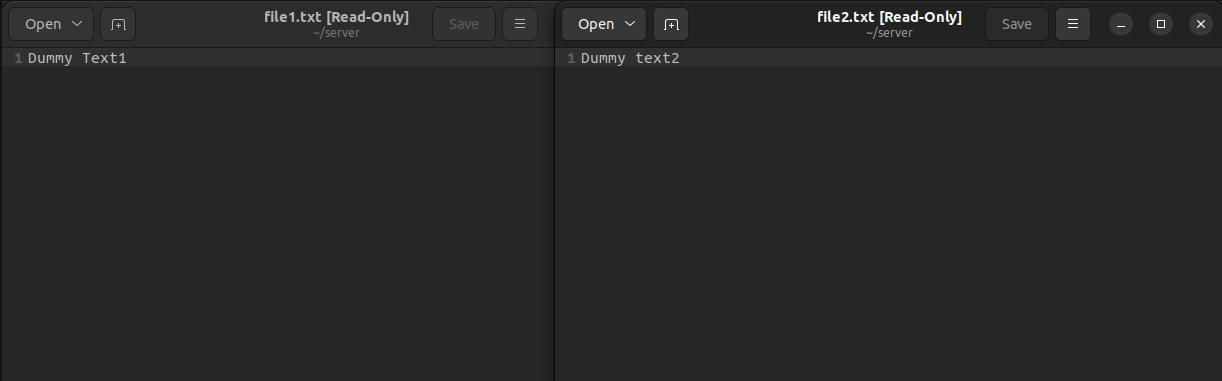 Open
file1.txt [Read-Only]
~/server
Save
1 Dummy Text1
Open
file2.txt [Read-Only]
~/server
Save
1 Dummy text2